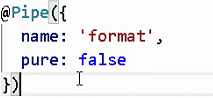 @Pipe({
  name: 'format',
  pure: false
})